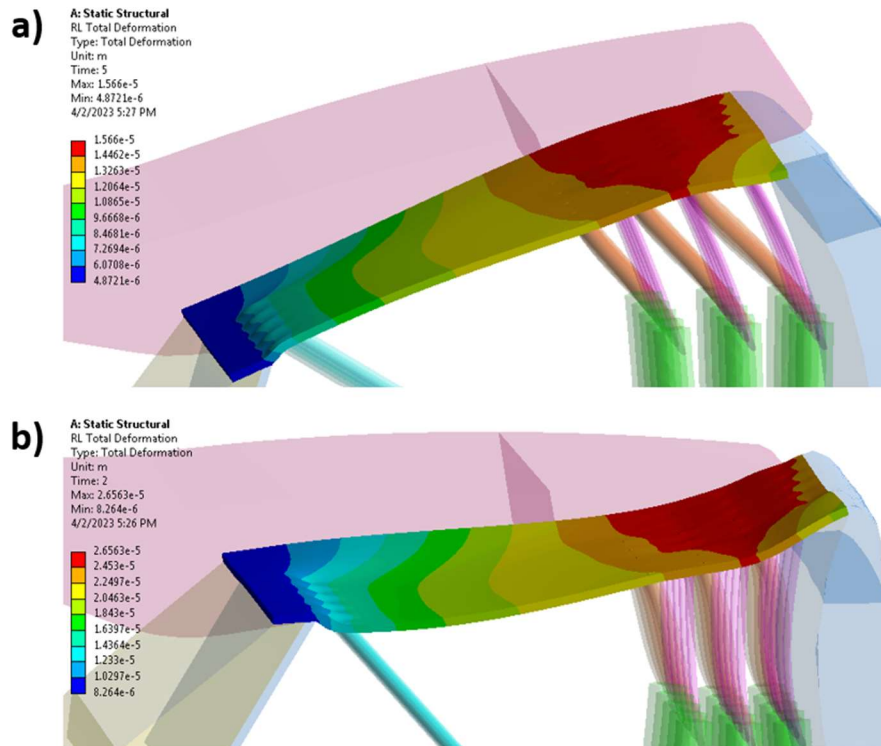 a)
A: Static Structural
RL Total Deformation
Type: Total Deformation
Unit: m
Time: 5
Max: 1.566e-5
Min: 4.8721e-6
4/2/2023 5:27 PM
1.566e-5
1.4462e-5
1.3263e-5
1.2064e-5
1.0865e-5
9.6668e-6
8.4681e-6
7.2694e-6
6.0708e-6
4.8721e-6
b)
A: Static Structural
RL Total Deformation
Type: Total Deformation
Unit: m
Time: 2
Max: 2.6563e-5
Min: 8.264e-6
4/2/2023 5:26 PM
2.6563e-5
2.453e-5
2.2497e-5
2.0463e-5
1.843e-5
1.6397e-5
1.4364e-5
1.233e-5
1.0297e-5
8.264e-6